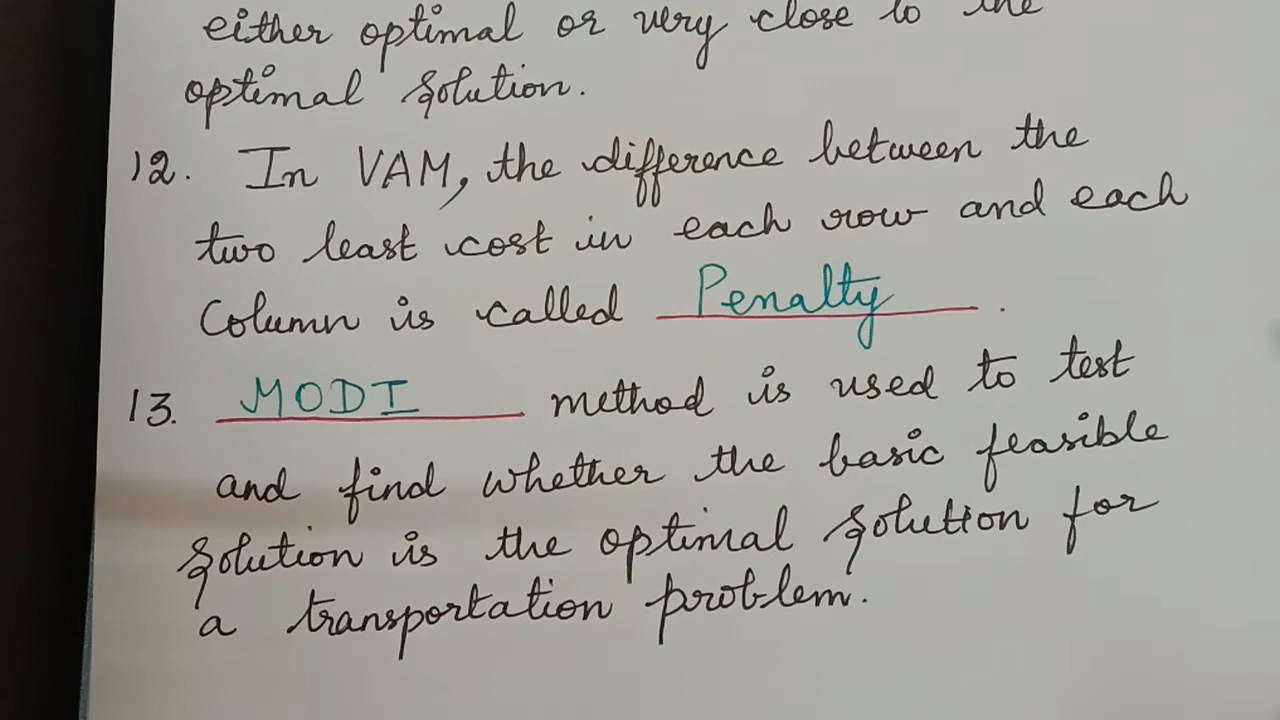 either optimal or very close to the
optimal solution.
12. In VAM, the difference between the
two least cost in each row and each
Column is called Penalty.
13. MODI method is used to test
and find whether the basic feasible
solution is the optimal solution for
a transportation problem.